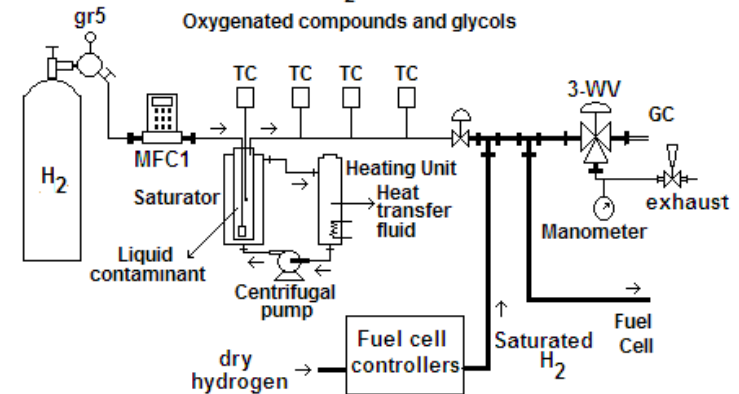 2
Oxygenated compounds and glycols
gr5
TC TC TC TC
3-WV
GC
MFC1
H2
Saturator
Heating Unit
Heat
transfer
fluid
exhaust
Manometer
Liquid
contaminant
Centrifugal
pump
Fuel cell
controllers
Saturated
H2
Fuel
Cell
dry
hydrogen